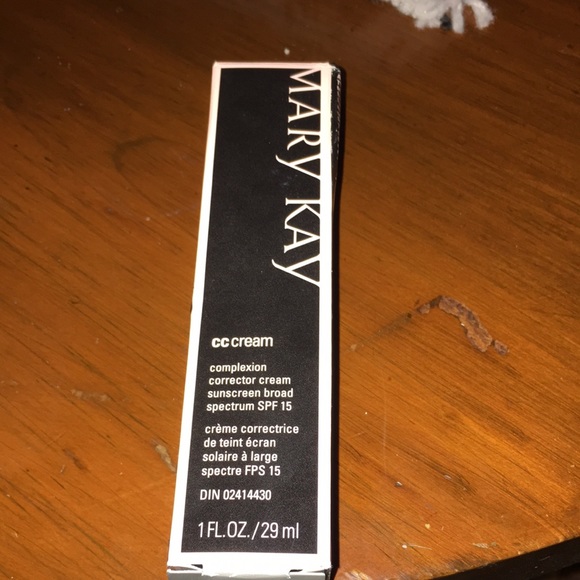 MARY KAY
cc cream
complexion
corrector cream
sunscreen broad
spectrum SPF 15
crème correctrice
de teint écran
solaire à large
spectre FPS 15
DIN 02414430
1 FL.OZ./29 ml